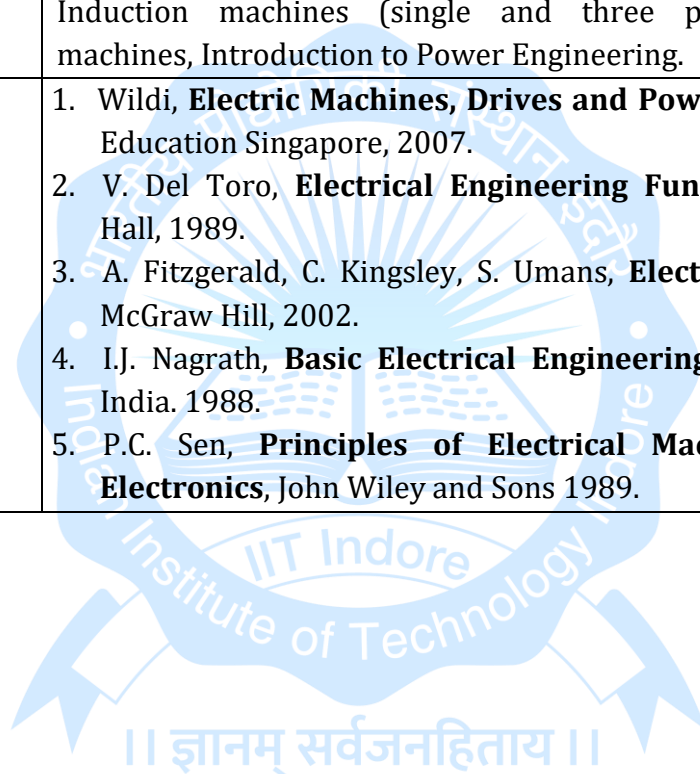 Induction machines (single and three p
machines, Introduction to Power Engineering.
1. Wildi, Electric Machines, Drives and Pow
Education Singapore, 2007.
2. V. Del Toro, Electrical Engineering Fun
Hall, 1989.
3. A. Fitzgerald, C. Kingsley, S. Umans, Elect
McGraw Hill, 2002.
4. I.J. Nagrath, Basic Electrical Engineering
India. 1988.
5. P.C. Sen, Principles of Electrical Mac
Electronics, John Wiley and Sons 1989.
भारतीय प्रौद्योगिकी संस्थान इंदौर
Indian Institute of Technology Indore
IIT Indore
।। ज्ञानम् सर्वजनहिताय ।।